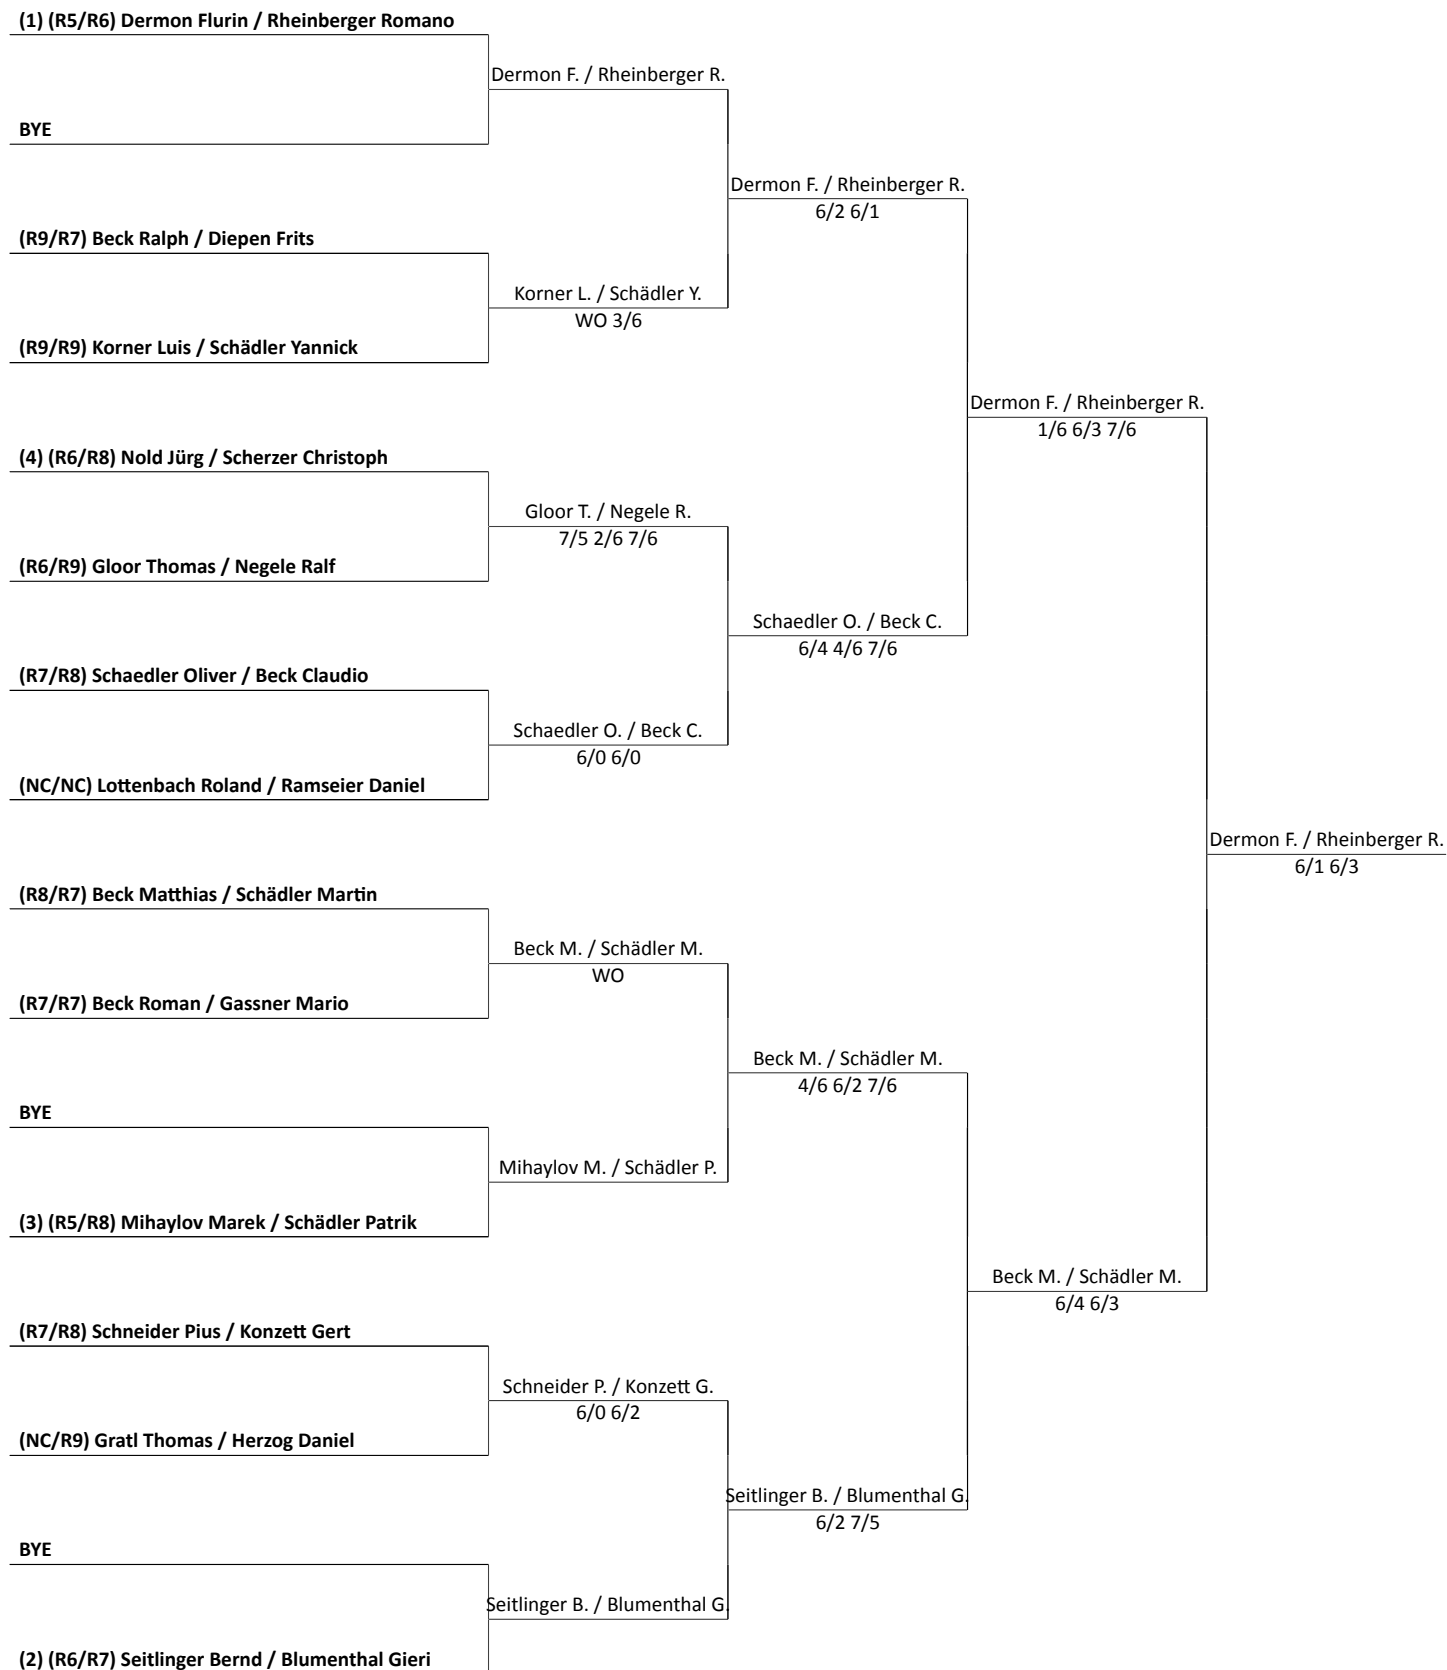 (1) (R5/R6) Dermon Flurin / Rheinberger Romano
Dermon F. / Rheinberger R.
BYE
Dermon F. / Rheinberger R.
6/2 6/1
(R9/R7) Beck Ralph / Diepen Frits
Korner L. / Schädler Y.
WO 3/6
(R9/R9) Korner Luis / Schädler Yannick
Dermon F. / Rheinberger R.
1/6 6/3 7/6
(4) (R6/R8) Nold Jürg / Scherzer Christoph
Gloor T. / Negele R.
7/5 2/6 7/6
(R6/R9) Gloor Thomas / Negele Ralf
Schaedler O. / Beck C.
6/4 4/6 7/6
(R7/R8) Schaedler Oliver / Beck Claudio
Schaedler O. / Beck C.
6/0 6/0
(NC/NC) Lottenbach Roland / Ramseier Daniel
Dermon F. / Rheinberger R.
6/1 6/3
(R8/R7) Beck Matthias / Schädler Martin
Beck M. / Schädler M.
WO
(R7/R7) Beck Roman / Gassner Mario
Beck M. / Schädler M.
4/6 6/2 7/6
BYE
Mihaylov M. / Schädler P.
(3) (R5/R8) Mihaylov Marek / Schädler Patrik
Beck M. / Schädler M.
6/4 6/3
(R7/R8) Schneider Pius / Konzett Gert
Schneider P. / Konzett G.
6/0 6/2
(NC/R9) Gratl Thomas / Herzog Daniel
Seitlinger B. / Blumenthal G.
6/2 7/5
BYE
Seitlinger B. / Blumenthal G.
(2) (R6/R7) Seitlinger Bernd / Blumenthal Gieri